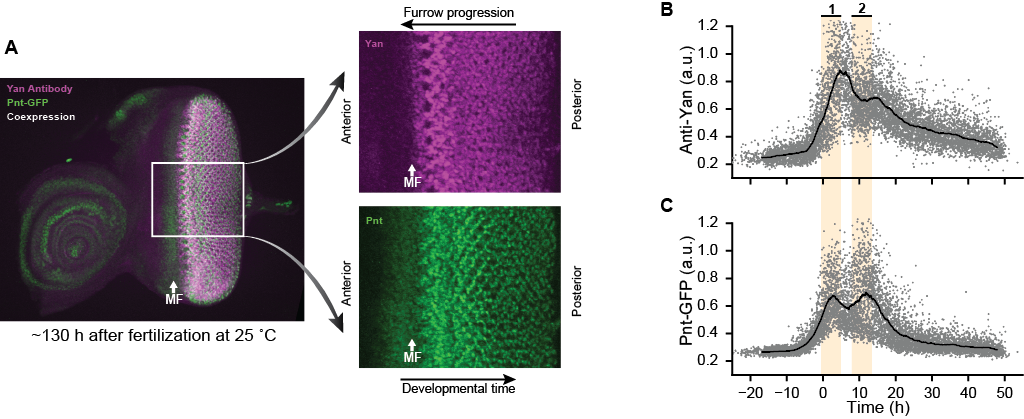 A
Yan Antibody
Pnt-GFP
Coexpression
MF
~130 h after fertilization at 25 ˚C
Furrow progression
Yan
Anterior
Posterior
MF
Pnt
Anterior
Posterior
MF
Developmental time
B
1 2
Anti-Yan (a.u.)
1.2
1.0
0.8
0.6
0.4
0.2
C
Pnt-GFP (a.u.)
1.2
1.0
0.8
0.6
0.4
0.2
−20 −10 0 10 20 30 40 50
Time (h)